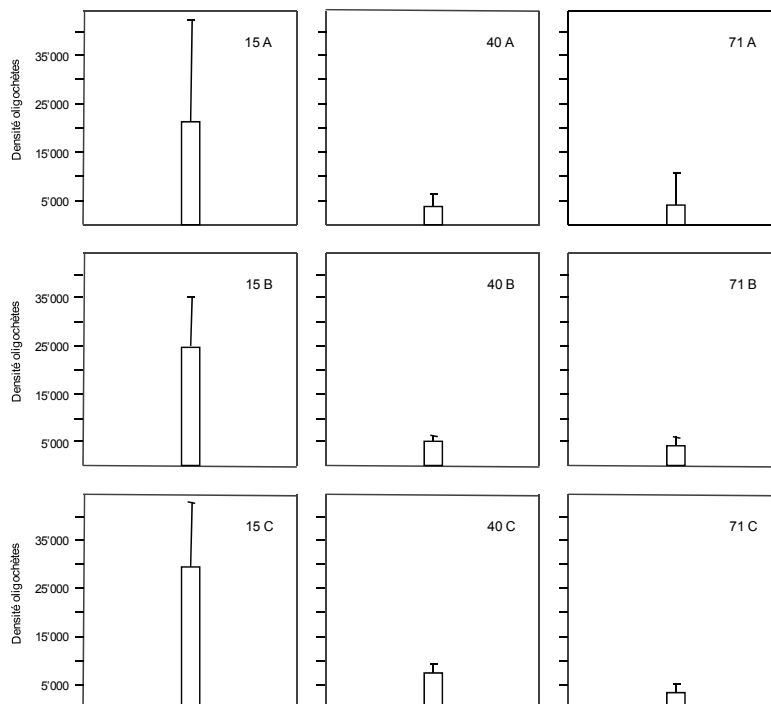 15 A
40 A
71 A
Densité oligochètes
35'000
25'000
15'000
5'000
15 B
40 B
71 B
Densité oligochètes
35'000
25'000
15'000
5'000
15 C
40 C
71 C
Densité oligochètes
35'000
25'000
15'000
5'000